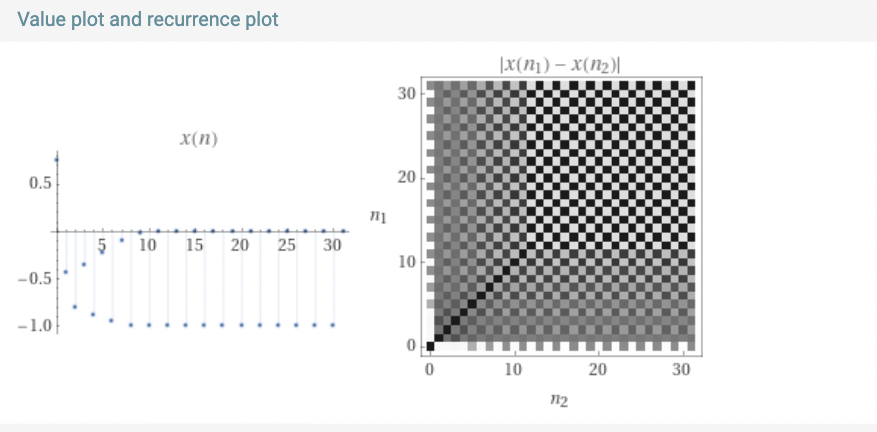 Value plot and recurrence plot
x(n)
0.5
5 10 15 20 25 30
−0.5
−1.0
|x(n₁) − x(n₂)|
30
20
n₁
10
0
0 10 20 30
n₂